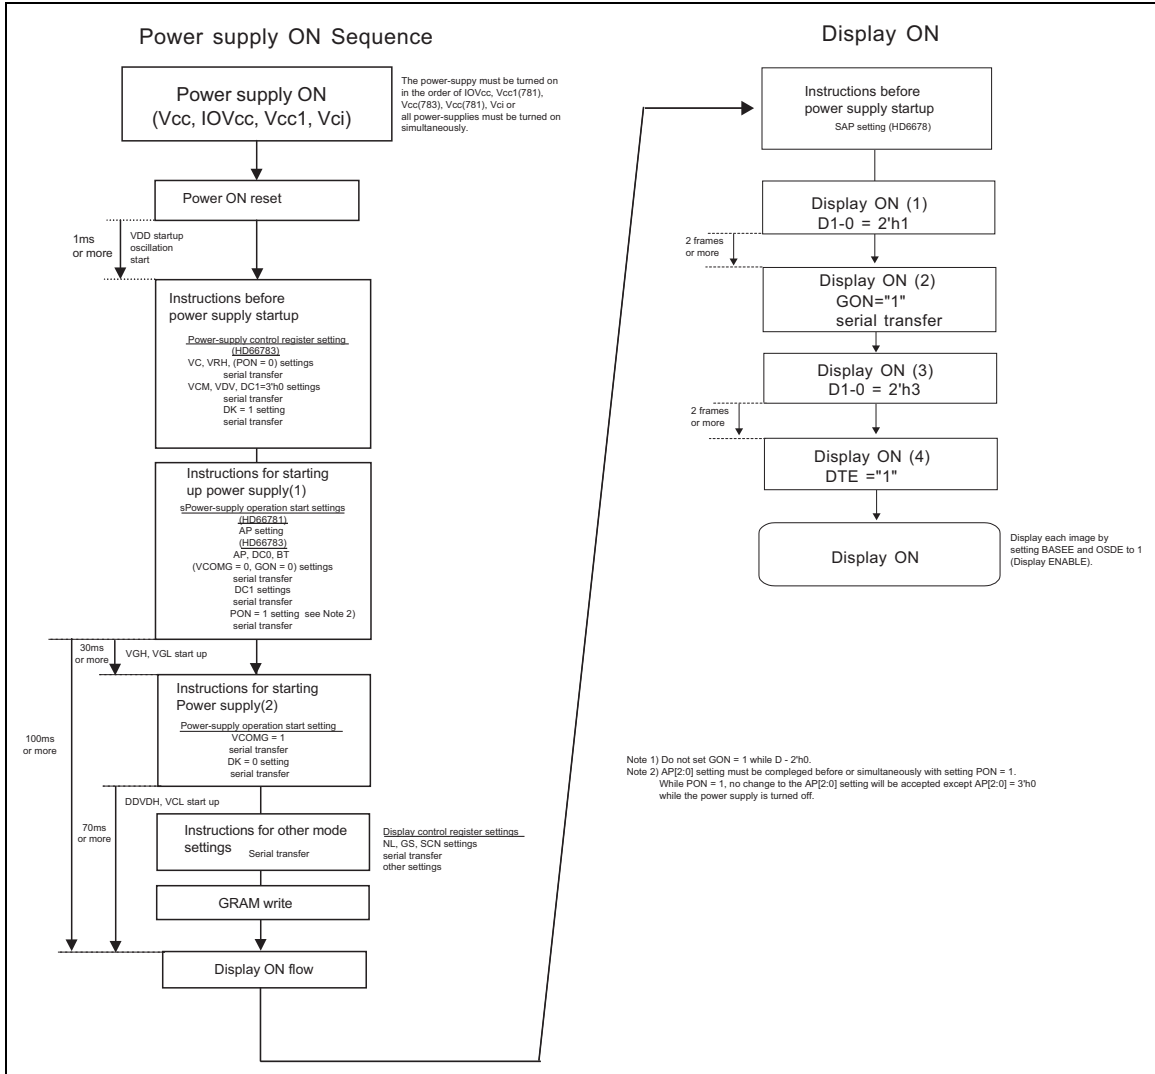 Power supply ON Sequence
Power supply ON
(Vcc, IOVcc, Vcc1, Vci)
The power-suppy must be turned on
in the order of IOVcc, Vcc1(781),
Vcc(783), Vcc(781), Vci or
all power-supplies must be turned on
simultaneously.
Power ON reset
1ms
or more
VDD startup
oscillation
start
Instructions before
power supply startup
Power-supply control register setting
(HD66783)
VC, VRH, (PON = 0) settings
serial transfer
VCM, VDV, DC1=3'h0 settings
serial transfer
DK = 1 setting
serial transfer
Instructions for starting
up power supply(1)
sPower-supply operation start settings
(HD66781)
AP setting
(HD66783)
AP, DC0, BT
(VCOMG = 0, GON = 0) settings
serial transfer
DC1 settings
serial transfer
PON = 1 setting see Note 2)
serial transfer
30ms
or more
VGH, VGL start up
Instructions for starting
Power supply(2)
Power-supply operation start setting
VCOMG = 1
serial transfer
DK = 0 setting
serial transfer
100ms
or more
DDVDH, VCL start up
70ms
or more
Instructions for other mode
settings Serial transfer
Display control register settings
NL, GS, SCN settings
serial transfer
other settings
GRAM write
Display ON flow
Display ON
Instructions before
power supply startup
SAP setting (HD6678)
Display ON (1)
D1-0 = 2'h1
2 frames
or more
Display ON (2)
GON="1"
serial transfer
Display ON (3)
D1-0 = 2'h3
2 frames
or more
Display ON (4)
DTE ="1"
Display ON
Display each image by
setting BASEE and OSDE to 1
(Display ENABLE).
Note 1) Do not set GON = 1 while D - 2'h0.
Note 2) AP[2:0] setting must be compleged before or simultaneously with setting PON = 1.
While PON = 1, no change to the AP[2:0] setting will be accepted except AP[2:0] = 3'h0
while the power supply is turned off.